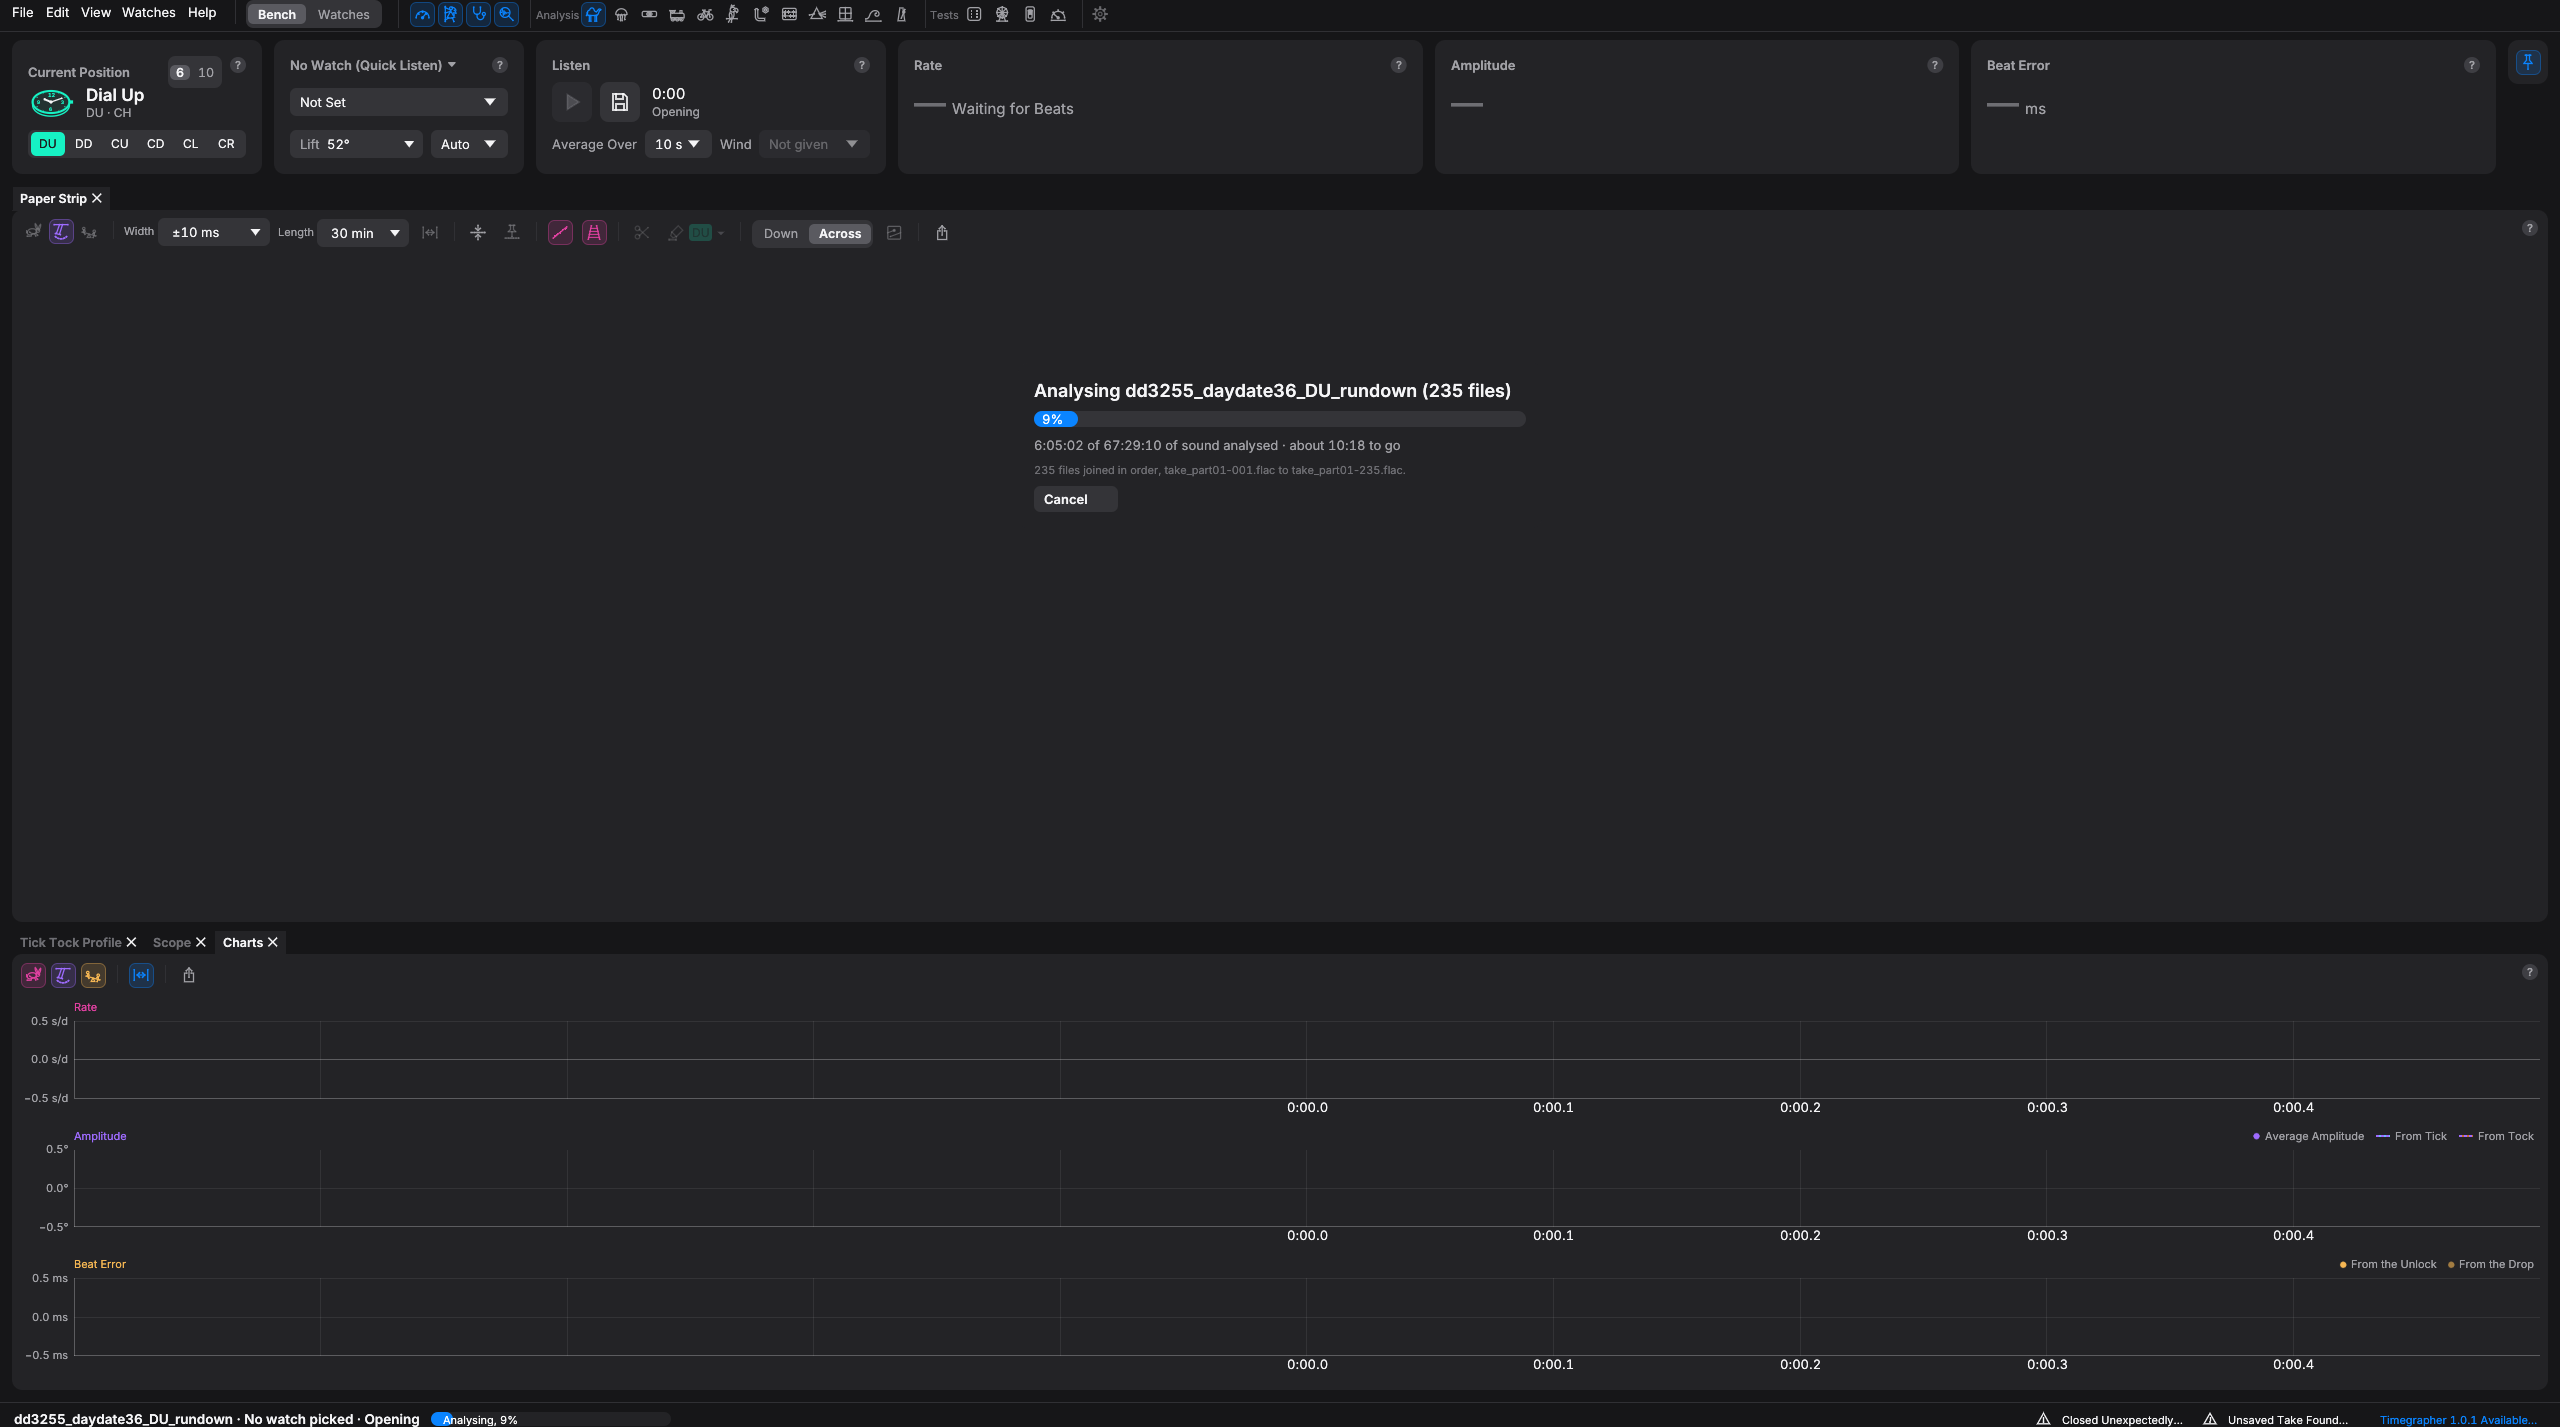 File Edit View Watches Help Bench Watches Analysis Tests
Current Position 6 10 ?
Dial Up
DU · CH
DU DD CU CD CL CR
No Watch (Quick Listen) ?
Not Set
Lift 52° Auto
Listen ?
0:00
Opening
Average Over 10 s Wind Not given
Rate ?
Waiting for Beats
Amplitude ?
Beat Error ?
ms
Paper Strip
Width ±10 ms Length 30 min DU Down Across ?
Analysing dd3255_daydate36_DU_rundown (235 files)
9%
6:05:02 of 67:29:10 of sound analysed · about 10:18 to go
235 files joined in order, take_part01-001.flac to take_part01-235.flac.
Cancel
Tick Tock Profile Scope Charts
?
Rate
0.5 s/d
0.0 s/d
−0.5 s/d
0:00.0 0:00.1 0:00.2 0:00.3 0:00.4
Amplitude Average Amplitude From Tick From Tock
0.5°
0.0°
−0.5°
0:00.0 0:00.1 0:00.2 0:00.3 0:00.4
Beat Error From the Unlock From the Drop
0.5 ms
0.0 ms
−0.5 ms
0:00.0 0:00.1 0:00.2 0:00.3 0:00.4
dd3255_daydate36_DU_rundown · No watch picked · Opening Analysing, 9% Closed Unexpectedly... Unsaved Take Found... Timegrapher 1.0.1 Available...